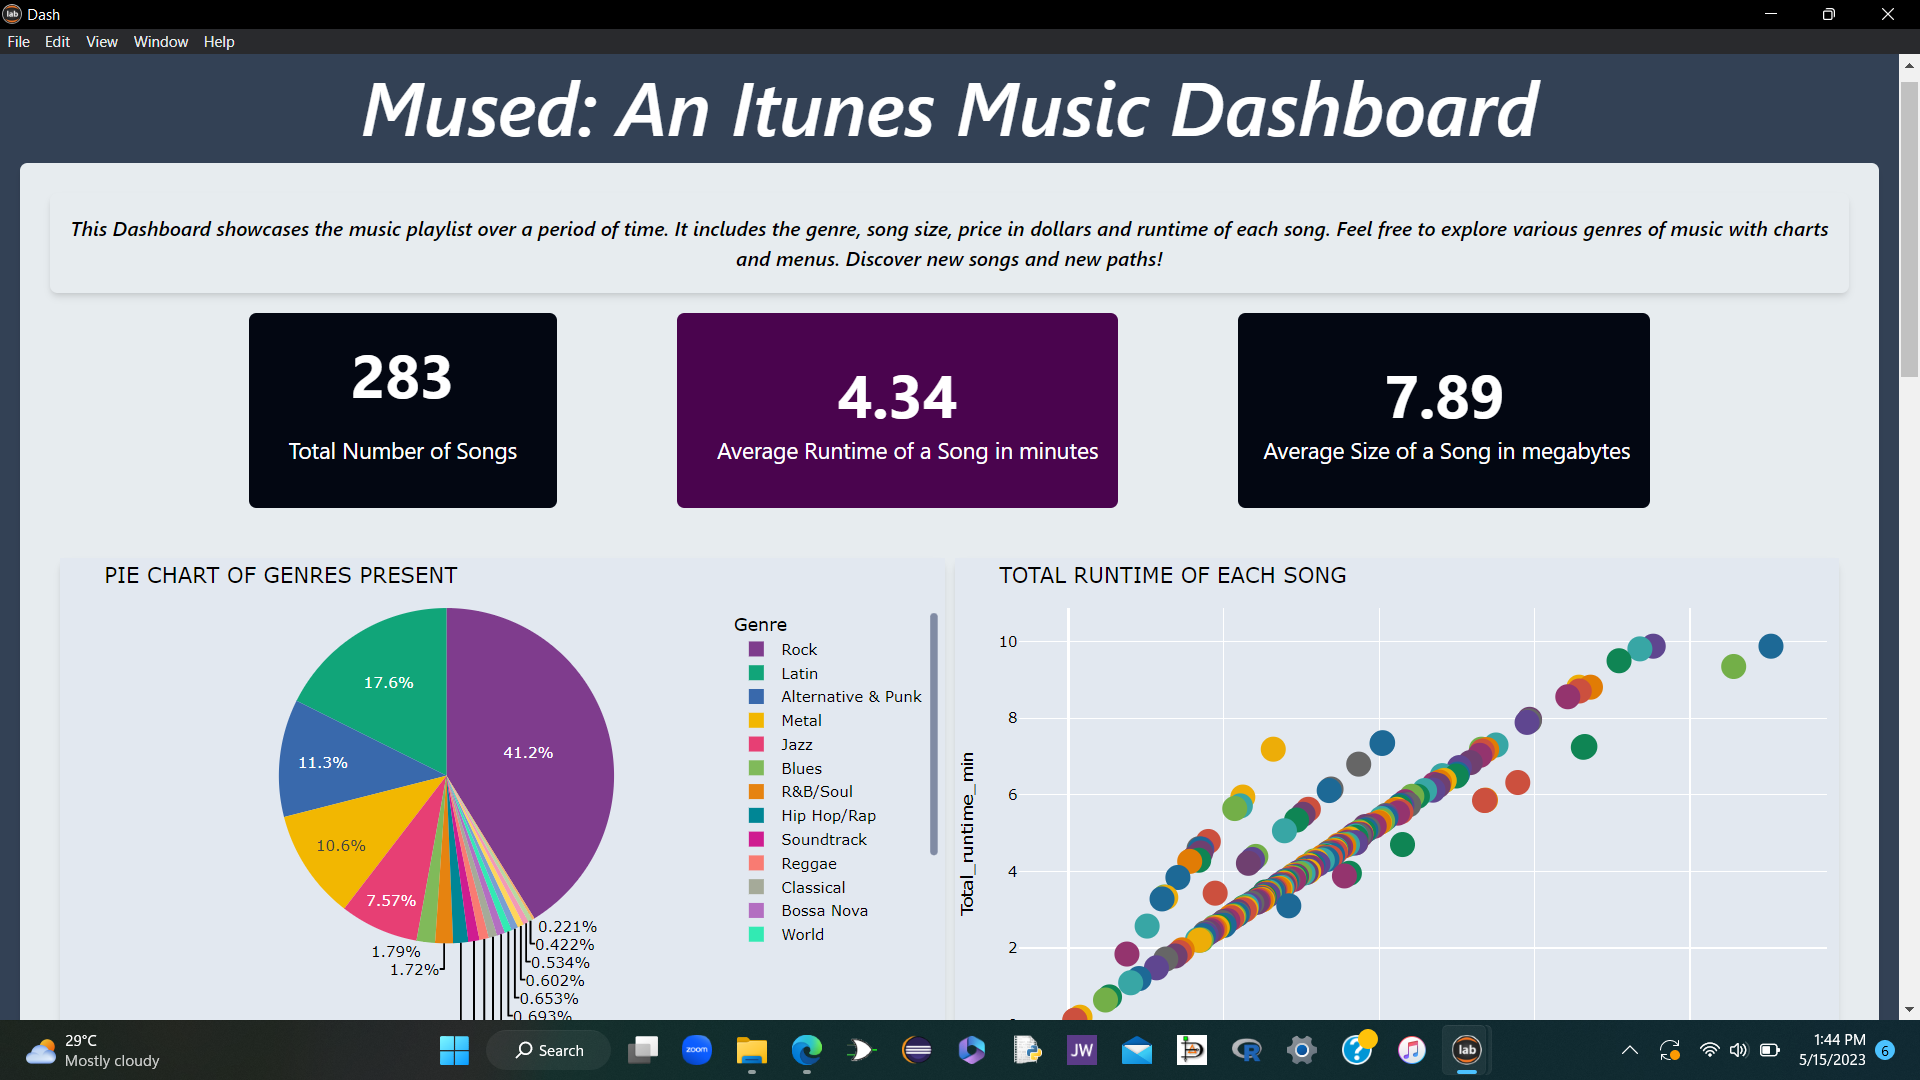 lab Dash
File Edit View Window Help
Mused: An Itunes Music Dashboard
This Dashboard showcases the music playlist over a period of time. It includes the genre, song size, price in dollars and runtime of each song. Feel free to explore various genres of music with charts
and menus. Discover new songs and new paths!
283
Total Number of Songs
4.34
Average Runtime of a Song in minutes
7.89
Average Size of a Song in megabytes
PIE CHART OF GENRES PRESENT
41.2%
17.6%
11.3%
10.6%
7.57%
1.79%
1.72%
0.221%
0.422%
0.534%
0.602%
0.653%
0.693%
Genre
Rock
Latin
Alternative & Punk
Metal
Jazz
Blues
R&B/Soul
Hip Hop/Rap
Soundtrack
Reggae
Classical
Bossa Nova
World
TOTAL RUNTIME OF EACH SONG
10
8
6
4
2
Total_runtime_min
29°C
Mostly cloudy
Search
zoom
JW
R
lab
1:44 PM
5/15/2023
6